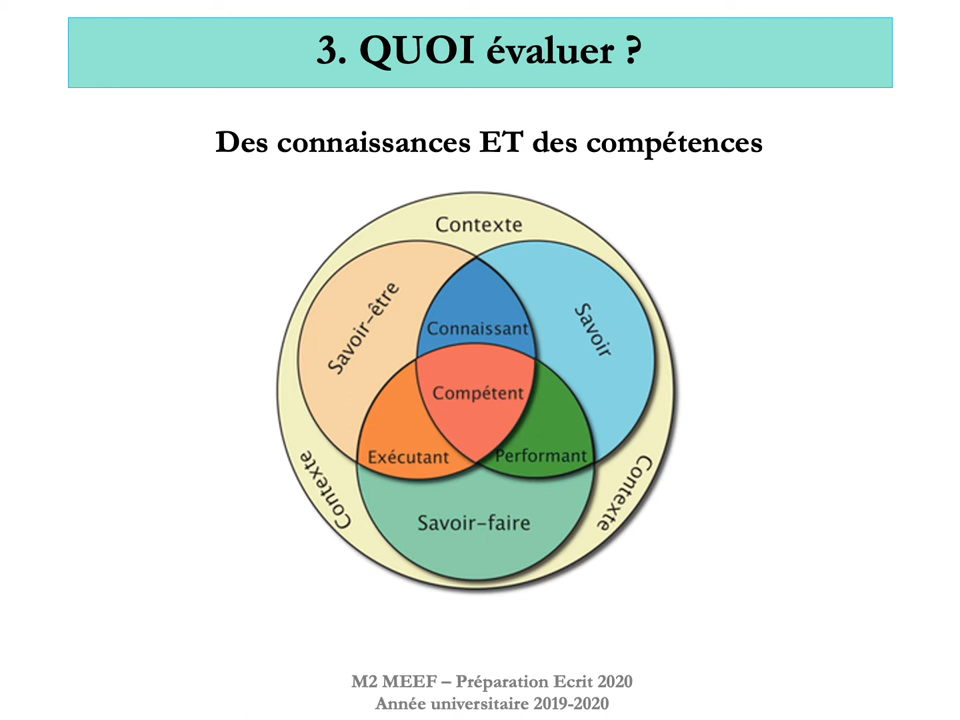 3. QUOI évaluer ?
Des connaissances ET des compétences
Contexte
Savoir-être
Savoir
Connaissant
Compétent
Exécutant
Performant
Contexte
Contexte
Savoir-faire
M2 MEEF – Préparation Ecrit 2020
Année universitaire 2019-2020